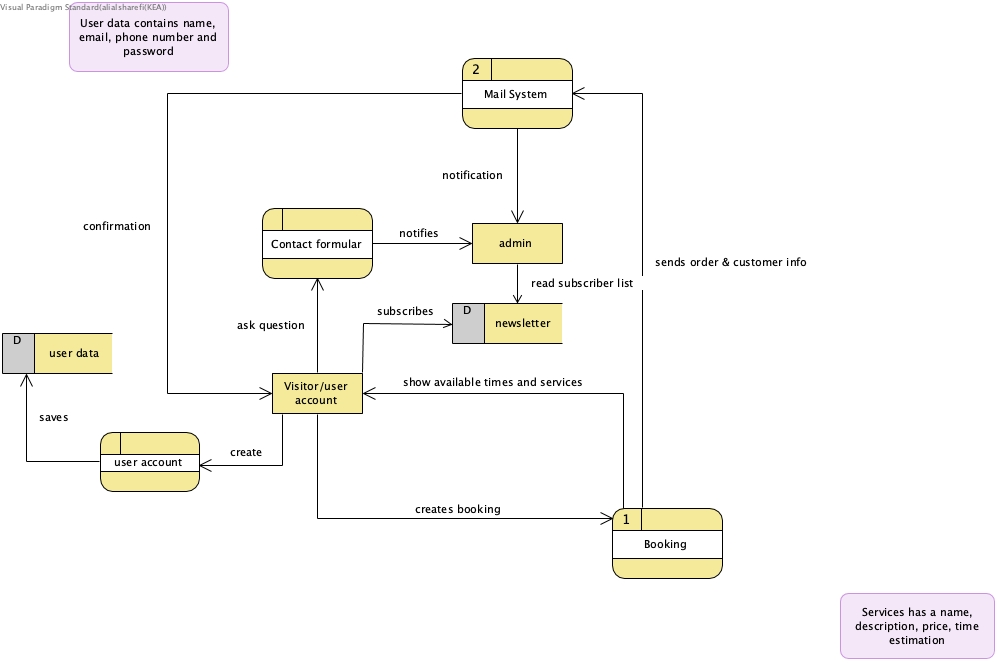 Visual Paradigm Standard(alialsharefi(KEA))
User data contains name,
email, phone number and
password
2
Mail System
notification
confirmation
Contact formular
notifies
admin
sends order & customer info
read subscriber list
ask question
subscribes
D
newsletter
D
user data
Visitor/user
account
show available times and services
saves
user account
create
creates booking
1
Booking
Services has a name,
description, price, time
estimation